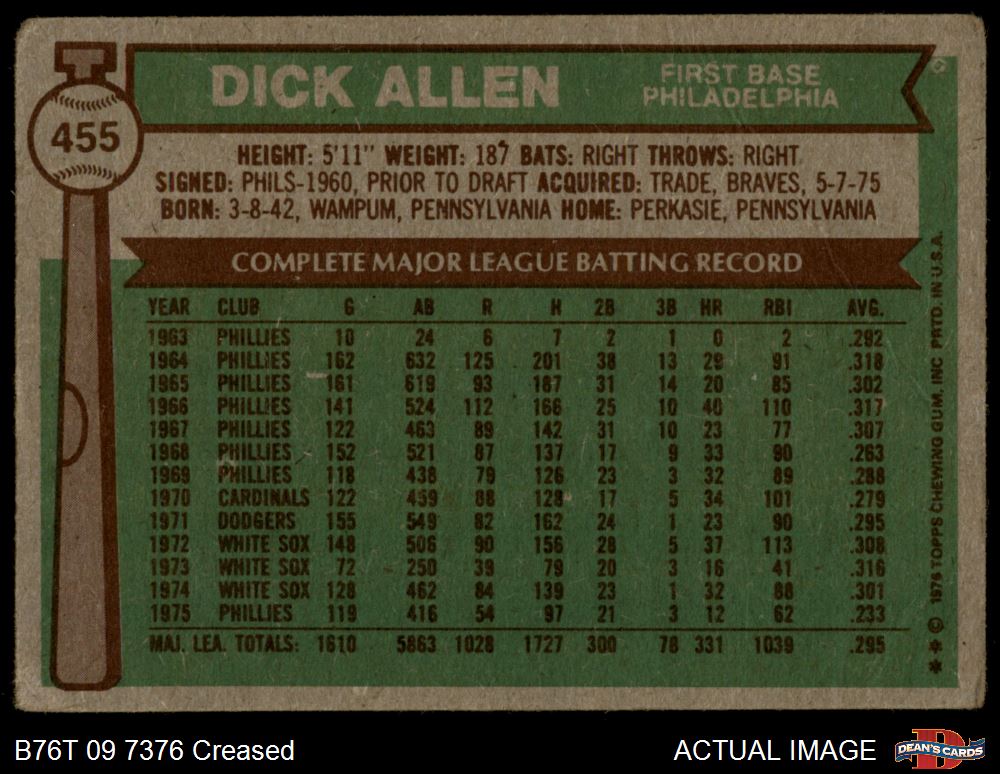 DICK ALLEN
FIRST BASE
PHILADELPHIA
455
HEIGHT: 5'11" WEIGHT: 187 BATS: RIGHT THROWS: RIGHT
SIGNED: PHILS-1960, PRIOR TO DRAFT ACQUIRED: TRADE, BRAVES, 5-7-75
BORN: 3-8-42, WAMPUM, PENNSYLVANIA HOME: PERKASIE, PENNSYLVANIA
COMPLETE MAJOR LEAGUE BATTING RECORD
YEAR CLUB G AB R H 2B 3B HR RBI AVG.
1963 PHILLIES 10 24 6 7 2 1 0 2 .292
1964 PHILLIES 162 632 125 201 38 13 29 91 .318
1965 PHILLIES 161 619 93 187 31 14 20 85 .302
1966 PHILLIES 141 524 112 166 25 10 40 110 .317
1967 PHILLIES 122 463 89 142 31 10 23 77 .307
1968 PHILLIES 152 521 87 137 17 9 33 90 .263
1969 PHILLIES 118 438 79 126 23 3 32 89 .288
1970 CARDINALS 122 459 88 128 17 5 34 101 .279
1971 DODGERS 155 549 82 162 24 1 23 90 .295
1972 WHITE SOX 148 506 90 156 28 5 37 113 .308
1973 WHITE SOX 72 250 39 79 20 3 16 41 .316
1974 WHITE SOX 128 462 84 139 23 1 32 88 .301
1975 PHILLIES 119 416 54 97 21 3 12 62 .233
MAJ. LEA. TOTALS: 1610 5863 1028 1727 300 78 331 1039 .295
** © 1976 TOPPS CHEWING GUM, INC PRTD. IN U.S.A.
B76T 09 7376 Creased
ACTUAL IMAGE
DEAN'S CARDS